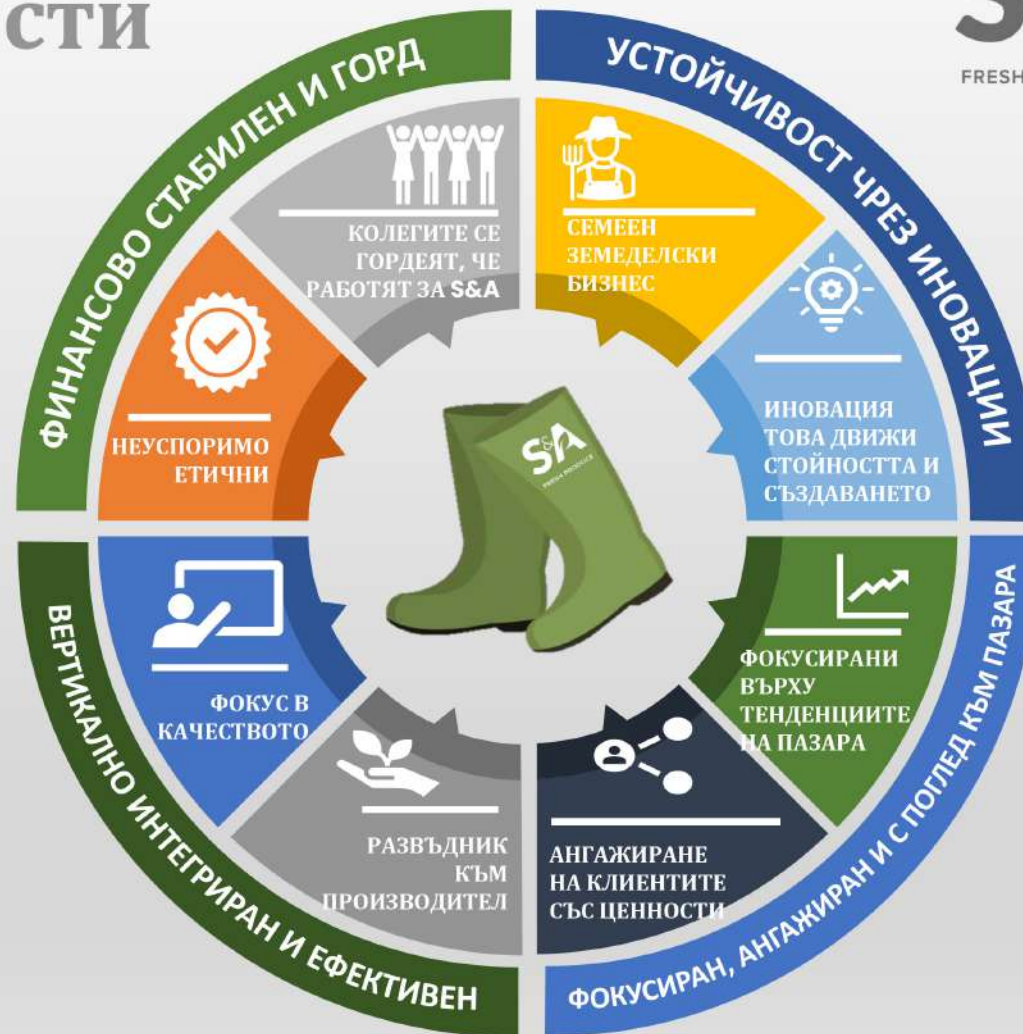 сти
S
FRESH
ФИНАНСОВО СТАБИЛЕН И ГОРД
УСТОЙЧИВОСТ ЧРЕЗ ИНОВАЦИИ
КОЛЕГИТЕ СЕ
ГОРДЕЯТ, ЧЕ
РАБОТЯТ ЗА S&A
СЕМЕЕН
ЗЕМЕДЕЛСКИ
БИЗНЕС
НЕУСПОРИМО
ЕТИЧНИ
ИНОВАЦИЯ
ТОВА ДВИЖИ
СТОЙНОСТТА И
СЪЗДАВАНЕТО
S&A
FRESH PRODUCE
ФОКУС В
КАЧЕСТВОТО
ФОКУСИРАНИ
ВЪРХУ
ТЕНДЕНЦИИТЕ
НА ПАЗАРА
РАЗВЪДНИК
КЪМ
ПРОИЗВОДИТЕЛ
АНГАЖИРАНЕ
НА КЛИЕНТИТЕ
СЪС ЦЕННОСТИ
ВЕРТИКАЛНО ИНТЕГРИРАН И ЕФЕКТИВЕН
ФОКУСИРАН, АНГАЖИРАН И С ПОГЛЕД КЪМ ПАЗАРА